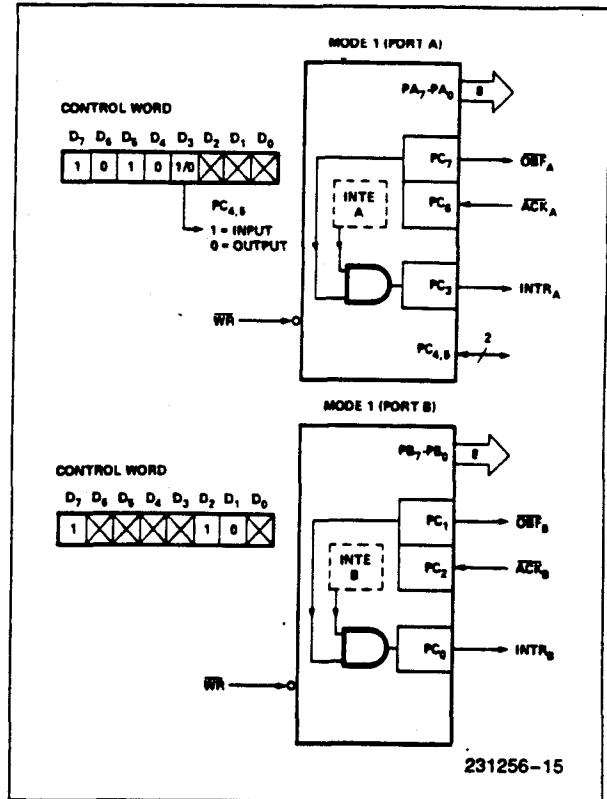 MODE 1 (PORT A)
PA7-PA0 8
CONTROL WORD
D7 D6 D5 D4 D3 D2 D1 D0
1 0 1 0 1/0
PC4,5
1 = INPUT
0 = OUTPUT
PC7 OBFA
INTE A
PC6 ACKA
PC3 INTRA
WR
PC4,5 2
MODE 1 (PORT B)
PB7-PB0 8
CONTROL WORD
D7 D6 D5 D4 D3 D2 D1 D0
1 1 0
PC1 OBFB
INTE B
PC2 ACKB
PC0 INTRB
WR
231256-15